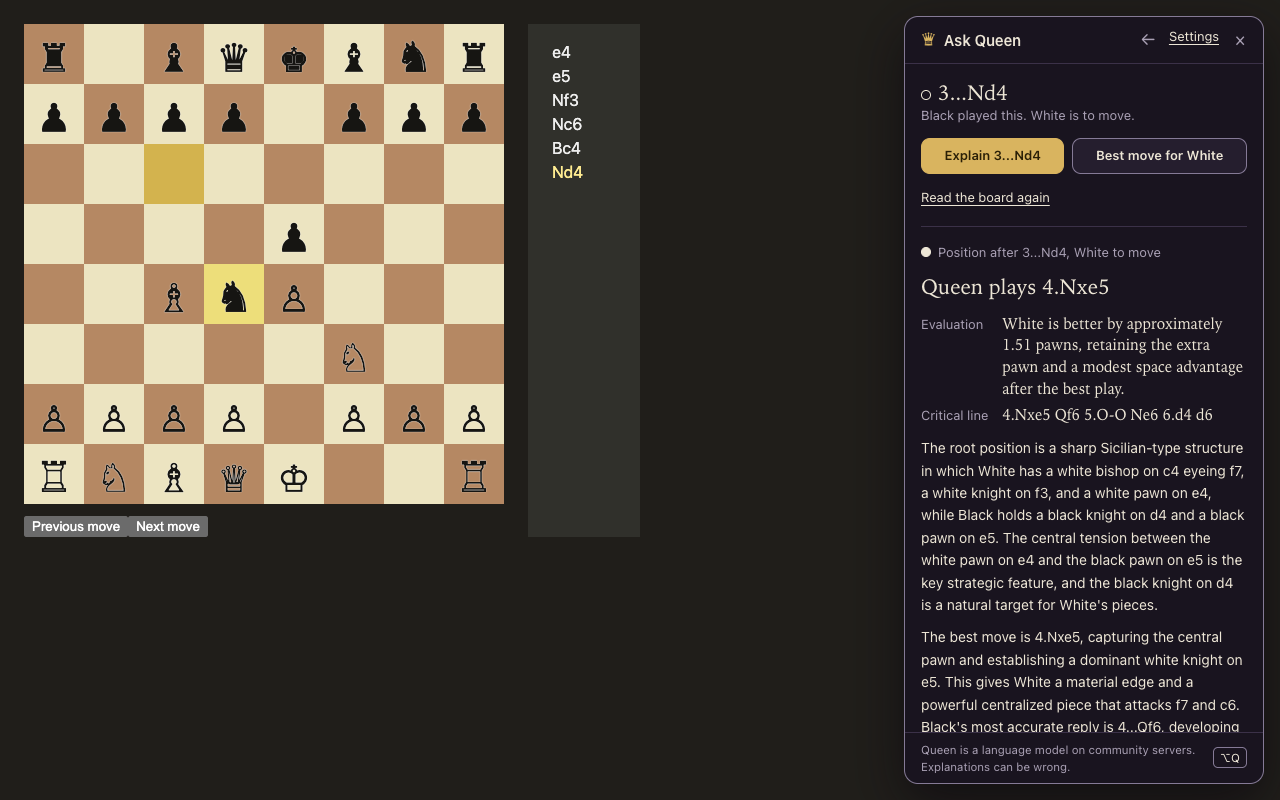 e4
e5
Nf3
Nc6
Bc4
Nd4
Previous move
Next move
Ask Queen
Settings
3...Nd4
Black played this. White is to move.
Explain 3...Nd4
Best move for White
Read the board again
Position after 3...Nd4, White to move
Queen plays 4.Nxe5
Evaluation
White is better by approximately
1.51 pawns, retaining the extra
pawn and a modest space advantage
after the best play.
Critical line
4.Nxe5 Qf6 5.O-O Ne6 6.d4 d6
The root position is a sharp Sicilian-type structure
in which White has a white bishop on c4 eyeing f7,
a white knight on f3, and a white pawn on e4,
while Black holds a black knight on d4 and a black
pawn on e5. The central tension between the
white pawn on e4 and the black pawn on e5 is the
key strategic feature, and the black knight on d4
is a natural target for White's pieces.
The best move is 4.Nxe5, capturing the central
pawn and establishing a dominant white knight on
e5. This gives White a material edge and a
powerful centralized piece that attacks f7 and c6.
Black's most accurate reply is 4...Qf6, developing
Queen is a language model on community servers.
Explanations can be wrong.
⌥Q